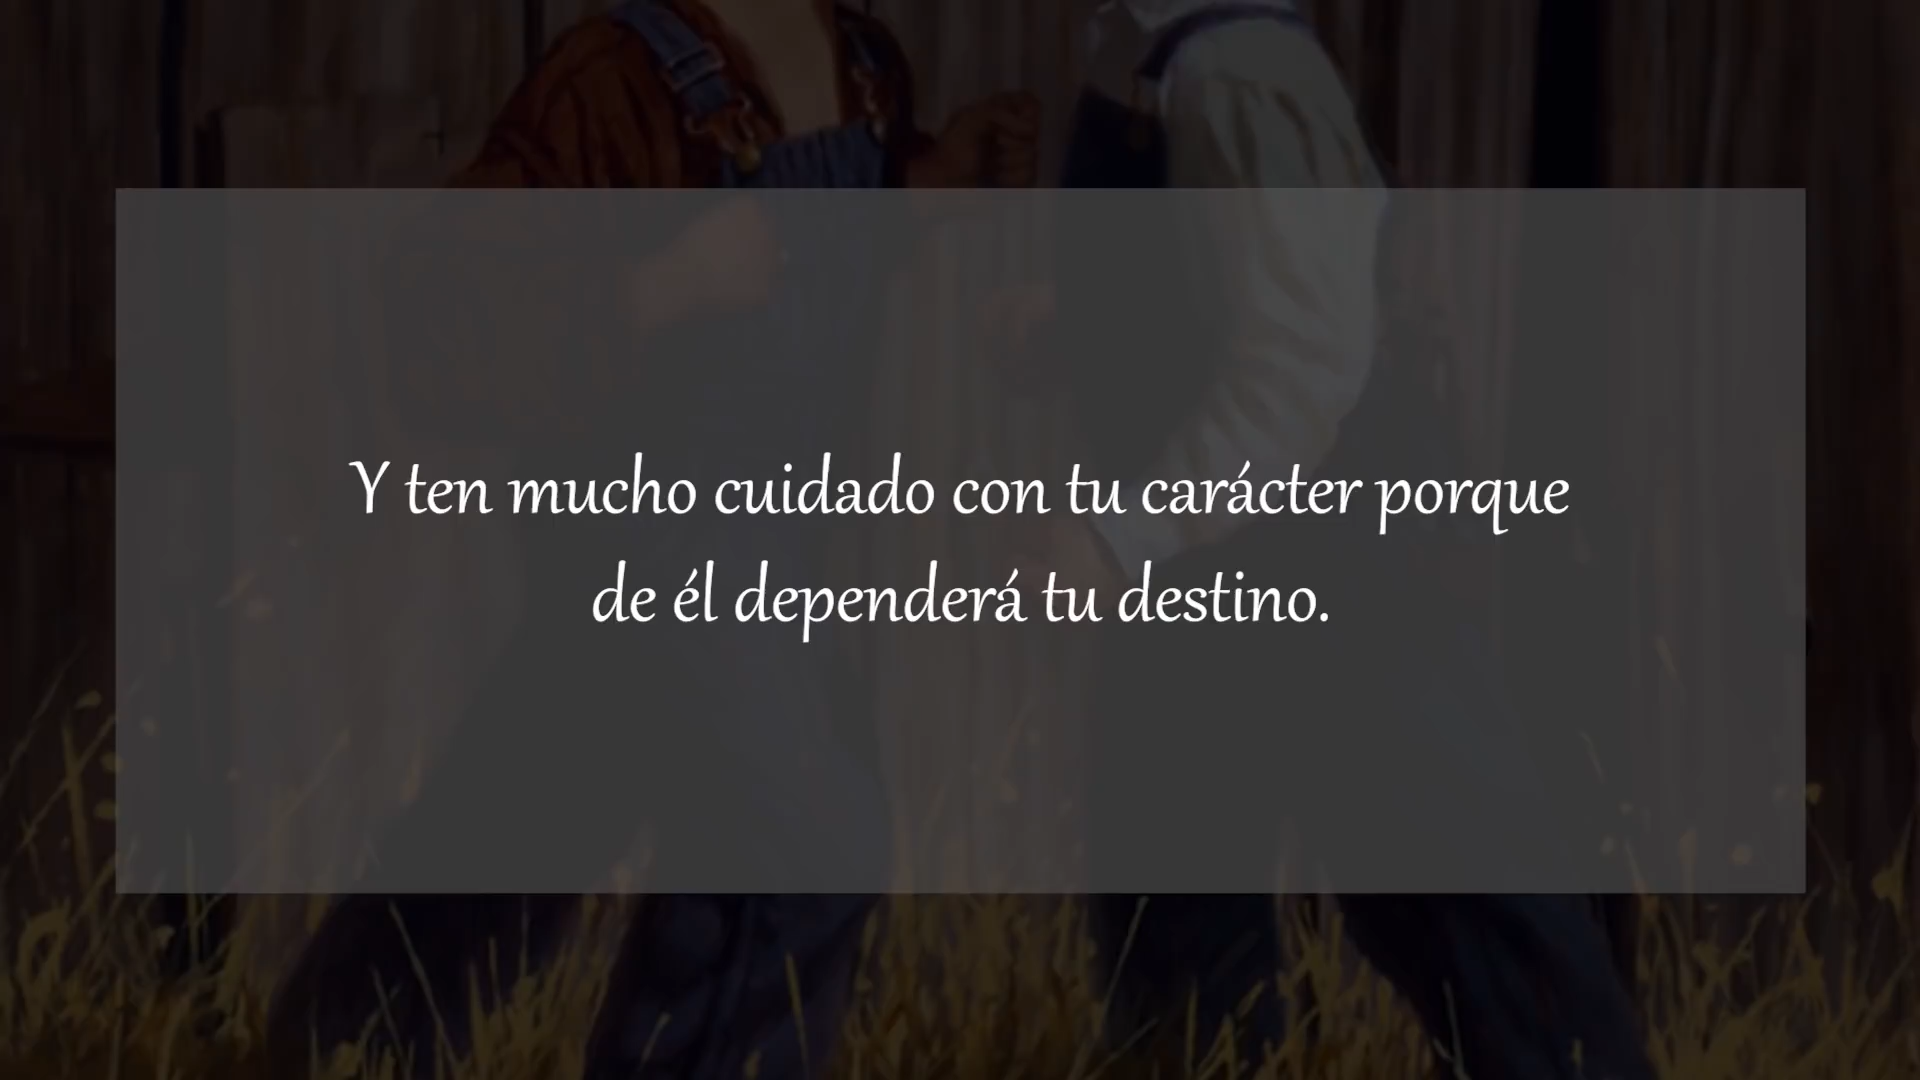 Y ten mucho cuidado con tu carácter porque
de él dependerá tu destino.